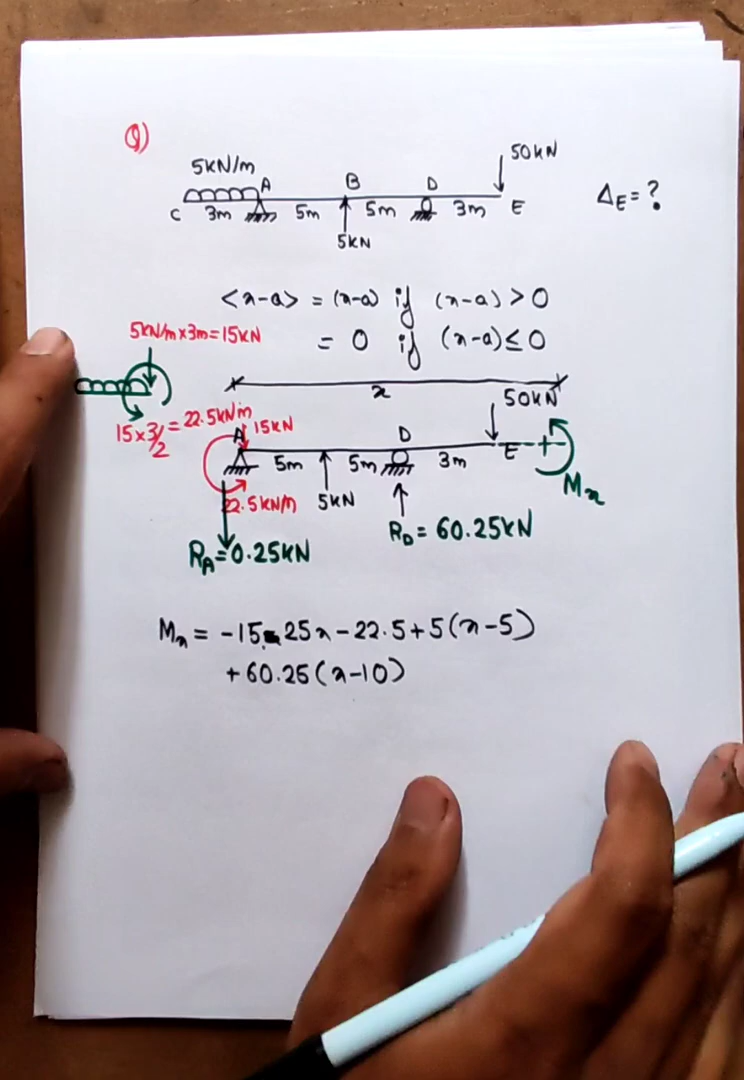 Q)
5KN/m
50KN
A B D
C 3m 5m 5m 3m E
5KN
ΔE = ?
<x-a> = (x-a) if (x-a) > 0
= 0 if (x-a) ≤ 0
5KN/m x 3m = 15KN
x
15 x 3/2 = 22.5KNm
50KN
A 15KN D
5m 5m 3m E
22.5KNm 5KN
Mx
RA = 0.25KN
RD = 60.25KN
Mx = -15.25x - 22.5 + 5(x-5)
+ 60.25(x-10)